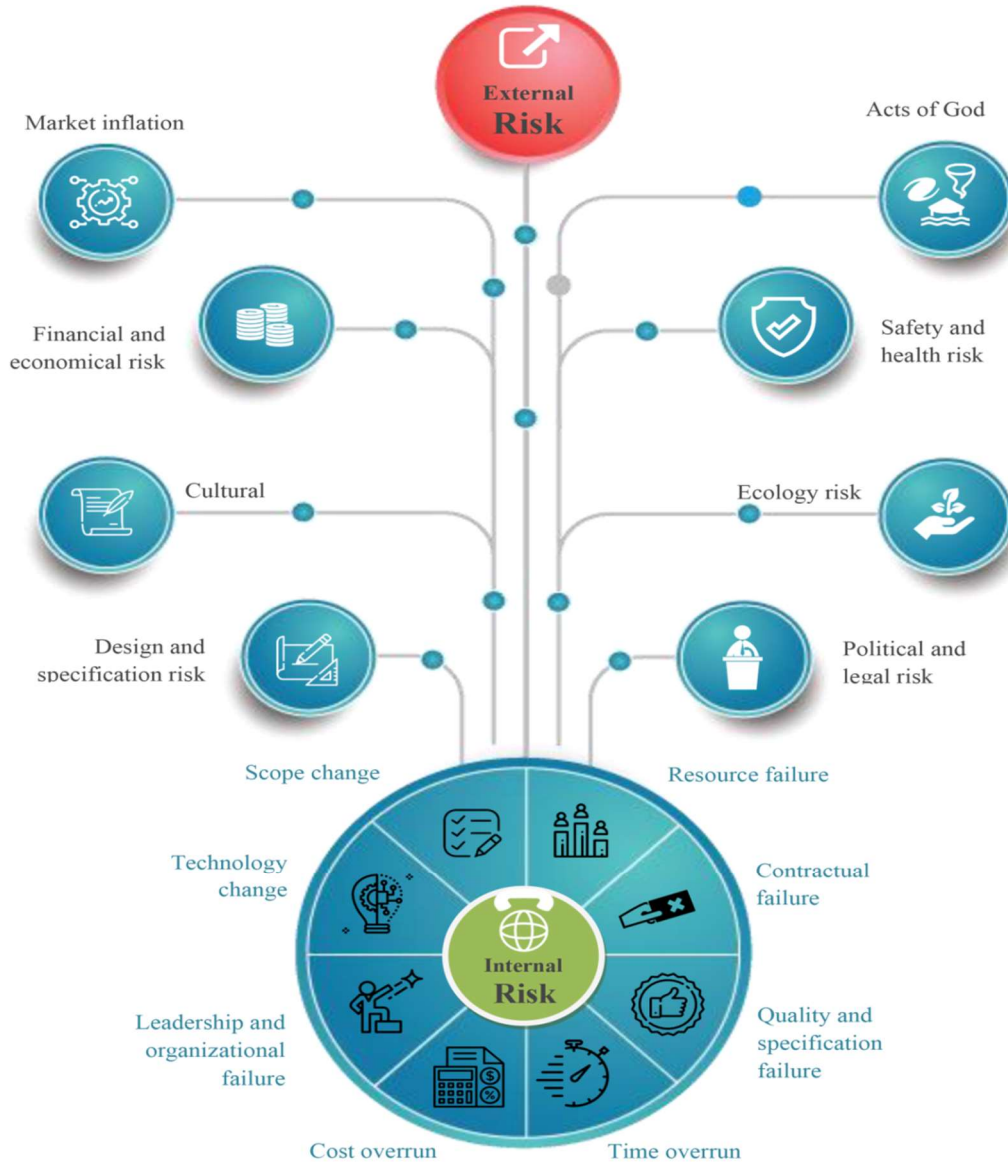 External
Risk
Market inflation
Acts of God
Financial and
economical risk
Safety and
health risk
Cultural
Ecology risk
Design and
specification risk
Political and
legal risk
Scope change
Resource failure
Technology
change
Contractual
failure
Internal
Risk
Leadership and
organizational
failure
Quality and
specification
failure
$
%
Cost overrun
Time overrun